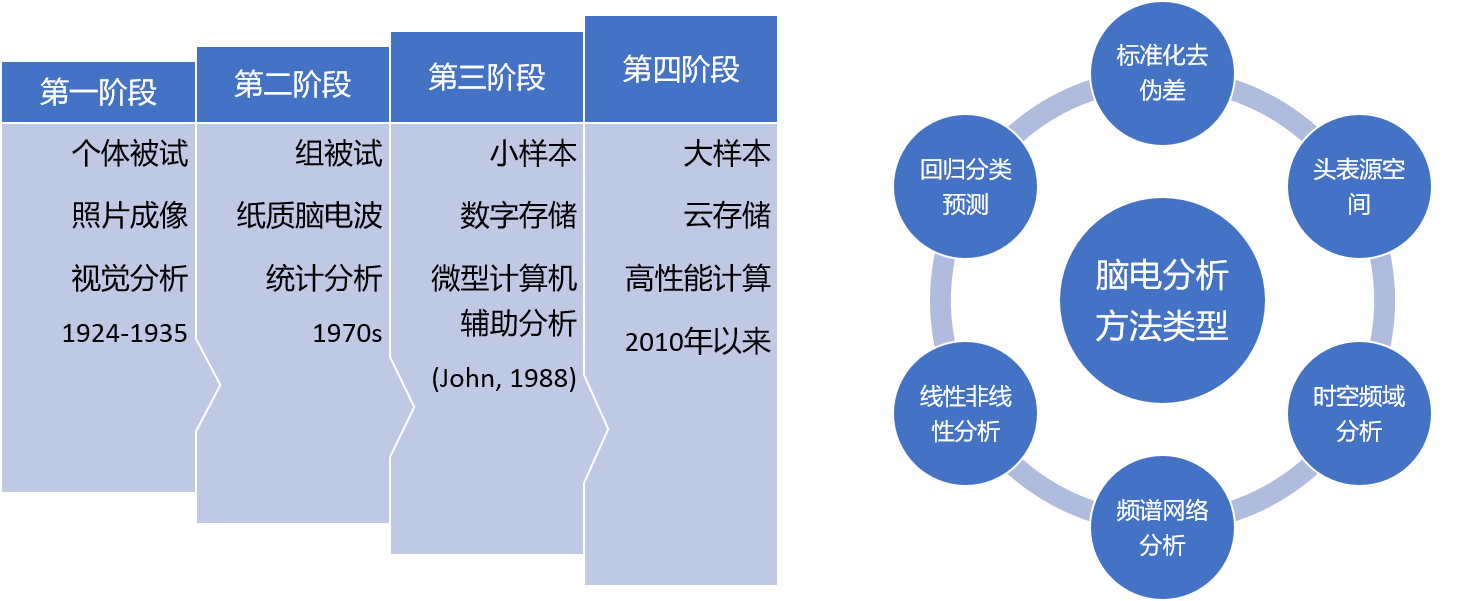 第一阶段
个体被试
照片成像
视觉分析
1924-1935
第二阶段
组被试
纸质脑电波
统计分析
1970s
第三阶段
小样本
数字存储
微型计算机
辅助分析
(John, 1988)
第四阶段
大样本
云存储
高性能计算
2010年以来
脑电分析
方法类型
标准化去
伪差
头表源空
间
时空频域
分析
频谱网络
分析
线性非线
性分析
回归分类
预测